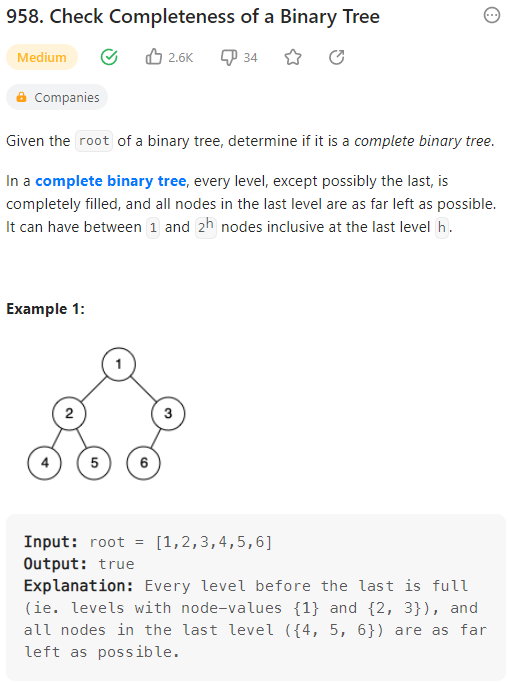 958. Check Completeness of a Binary Tree
Medium 2.6K 34
Companies
Given the root of a binary tree, determine if it is a complete binary tree.
In a complete binary tree, every level, except possibly the last, is
completely filled, and all nodes in the last level are as far left as possible.
It can have between 1 and 2h nodes inclusive at the last level h.
Example 1:
1
2 3
4 5 6
Input: root = [1,2,3,4,5,6]
Output: true
Explanation: Every level before the last is full
(ie. levels with node-values {1} and {2, 3}), and
all nodes in the last level ({4, 5, 6}) are as far
left as possible.